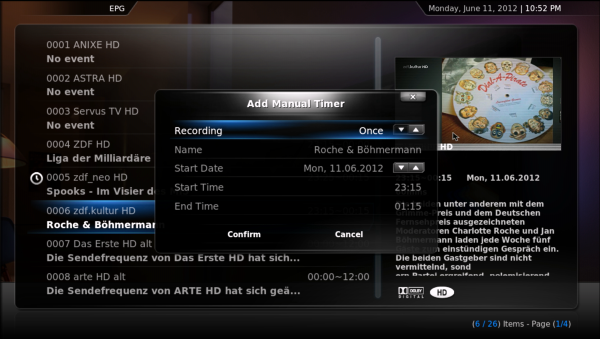 EPG
Monday, June 11, 2012 | 10:52 PM
0001 ANIXE HD
No event
0002 ASTRA HD
No event
0003 Servus TV HD
No event
0004 ZDF HD
Liga der Milliardäre
0005 zdf_neo HD
Spooks - Im Visier de
0006 zdf.kultur HD
Roche & Böhmermann
0007 Das Erste HD alt
Die Sendefrequenz von Das Erste HD hat sich...
0008 arte HD alt
00:00~12:00
Die Sendefrequenz von ARTE HD hat sich geä...
Add Manual Timer
Recording
Once
Name
Roche & Böhmermann
Start Date
Mon, 11.06.2012
Start Time
23:15
End Time
01:15
Confirm
Cancel
Val-A-Pirate
HD
Mon, 11.06.2012
unter anderem mit dem
-Preis und dem Deutschen
Fernsehpreis ausgezeichneten
Moderatoren Charlotte Roche und Jan
Böhmermann laden jede Woche fünf
zum einstündigen Gespräch ein.
Die beiden Gastgeber sind nicht
vermittelnd, sond
ern Partei ergreifend, polemisierend
DOLBY
DIGITAL
HD
(6 / 26) Items - Page (1/4)